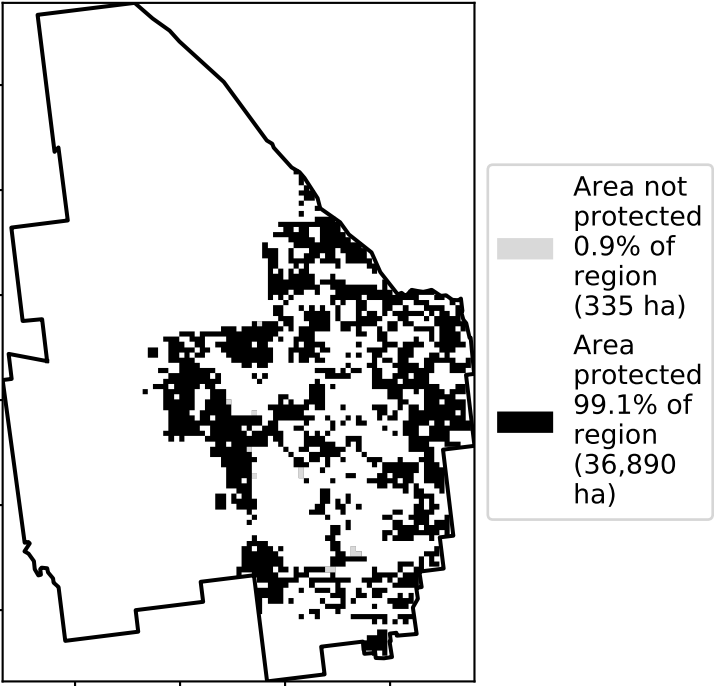 Area not
protected
0.9% of
region
(335 ha)
Area
protected
99.1% of
region
(36,890
ha)